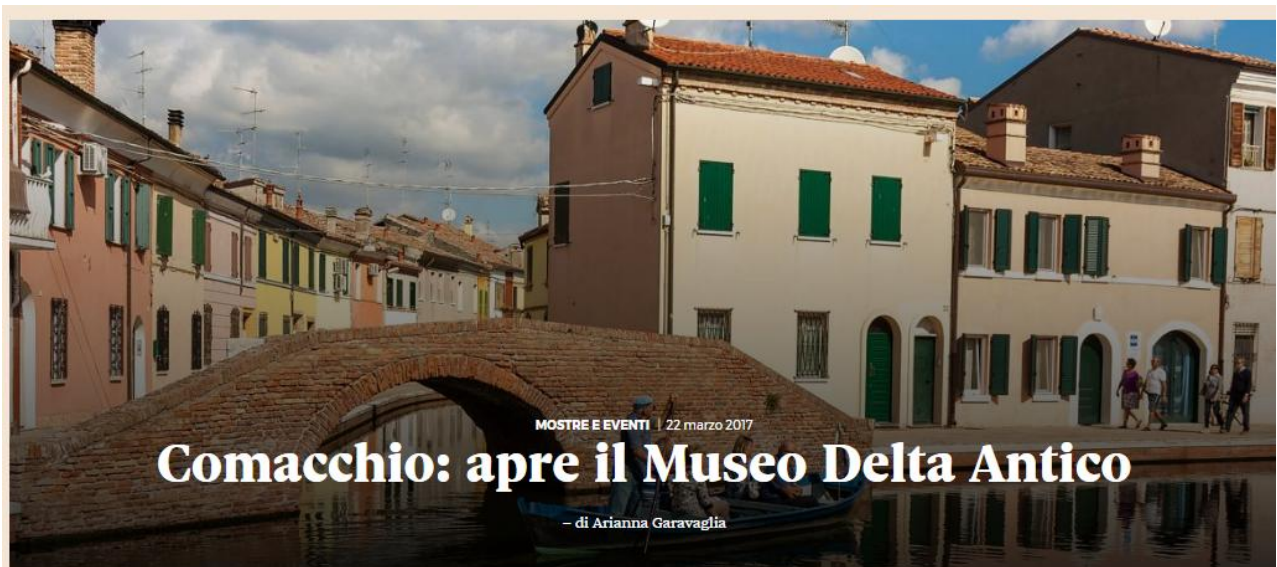 MOSTRE E EVENTI | 22 marzo 2017
Comacchio: apre il Museo Delta Antico
– di Arianna Garavaglia